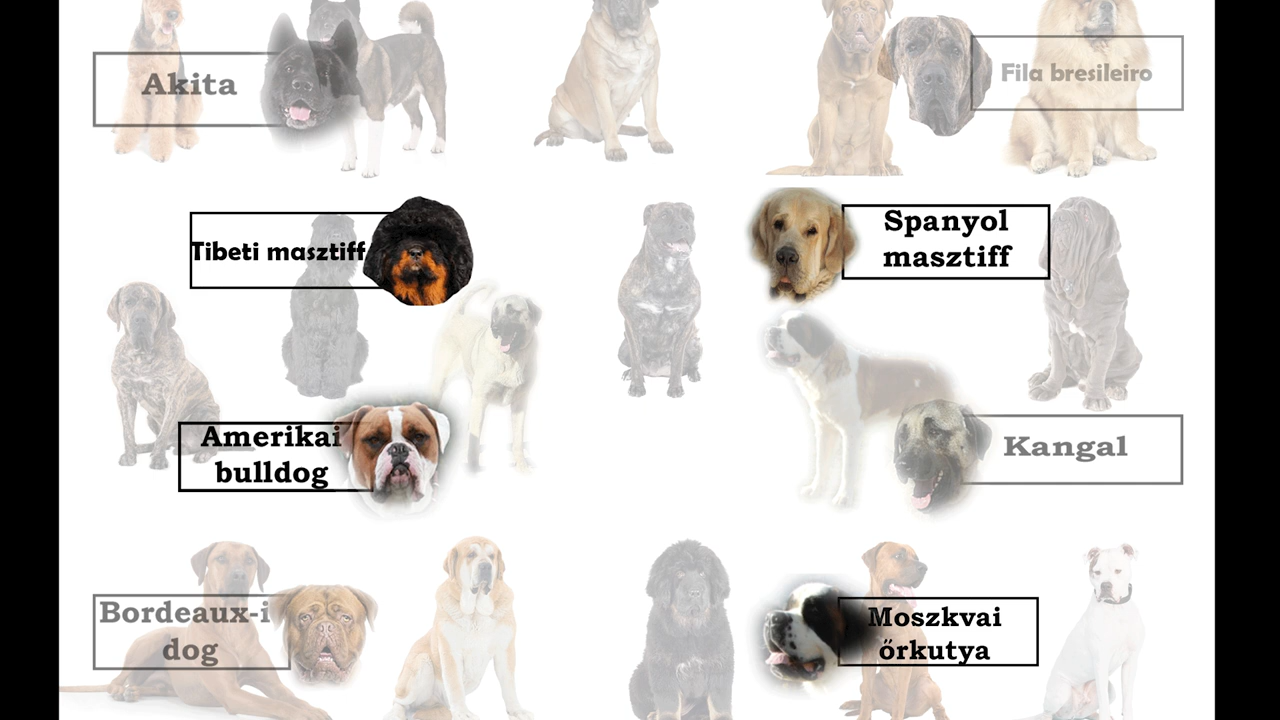 Akita
Fila bresileiro
Tibeti masztiff
Spanyol
masztiff
Amerikai
bulldog
Kangal
Bordeaux-i
dog
Moszkvai
őrkutya